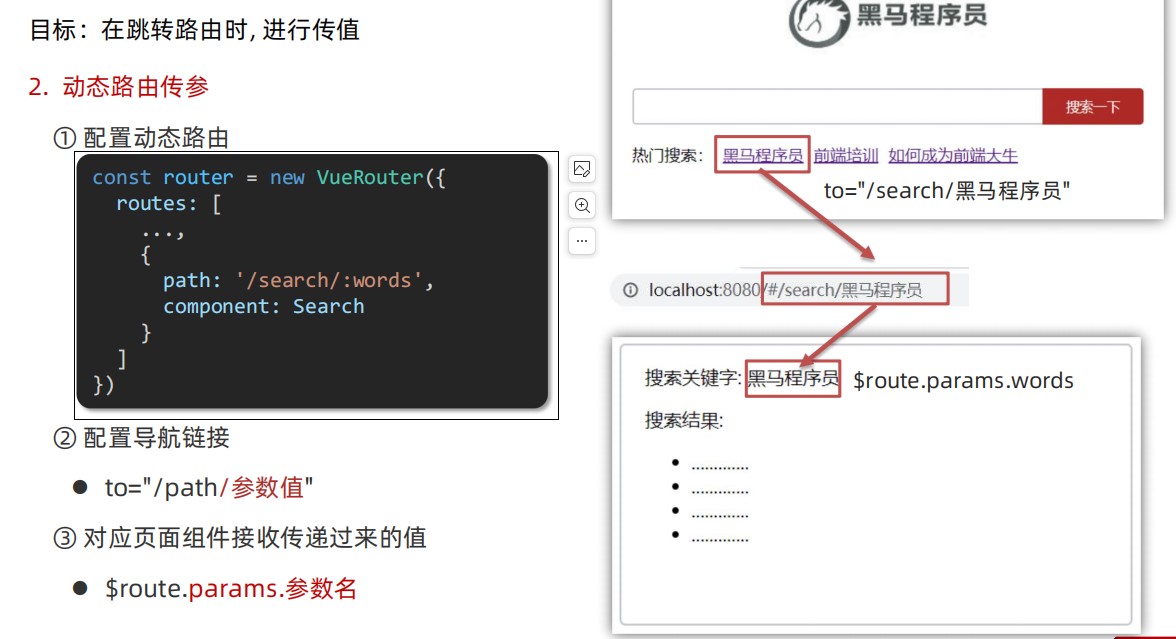 目标：在跳转路由时, 进行传值
2. 动态路由传参
① 配置动态路由
const router = new VueRouter({
routes: [
...,
{
path: '/search/:words',
component: Search
}
]
})
② 配置导航链接
● to="/path/参数值"
③ 对应页面组件接收传递过来的值
● $route.params.参数名
黑马程序员
搜索一下
热门搜索： 黑马程序员 前端培训 如何成为前端大牛
to="/search/黑马程序员"
localhost:8080/#/search/黑马程序员
搜索关键字: 黑马程序员 $route.params.words
搜索结果:
● .............
● .............
● .............
● .............